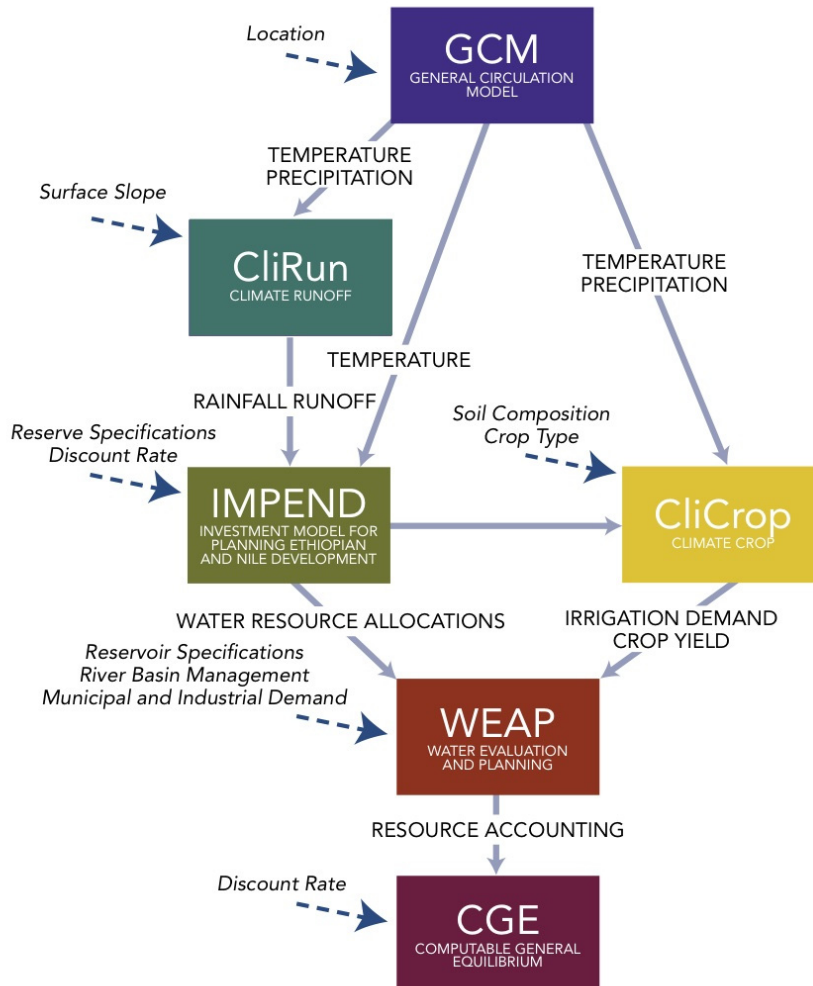 Location
GCM
GENERAL CIRCULATION
MODEL
TEMPERATURE
PRECIPITATION
Surface Slope
CliRun
CLIMATE RUNOFF
TEMPERATURE
PRECIPITATION
TEMPERATURE
RAINFALL RUNOFF
Soil Composition
Crop Type
Reserve Specifications
Discount Rate
IMPEND
INVESTMENT MODEL FOR
PLANNING ETHIOPIAN
AND NILE DEVELOPMENT
CliCrop
CLIMATE CROP
WATER RESOURCE ALLOCATIONS
IRRIGATION DEMAND
CROP YIELD
Reservoir Specifications
River Basin Management
Municipal and Industrial Demand
WEAP
WATER EVALUATION
AND PLANNING
RESOURCE ACCOUNTING
Discount Rate
CGE
COMPUTABLE GENERAL
EQUILIBRIUM